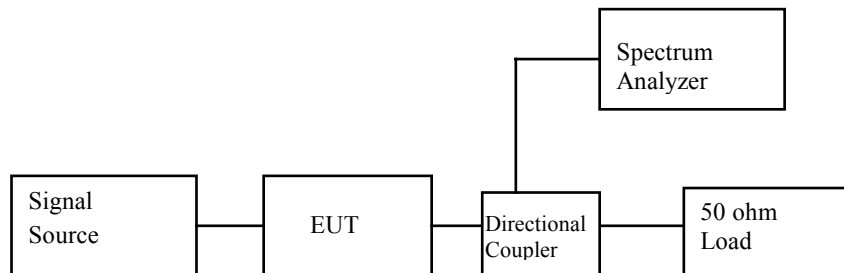 Spectrum
Analyzer
Signal
Source
EUT
Directional
Coupler
50 ohm
Load